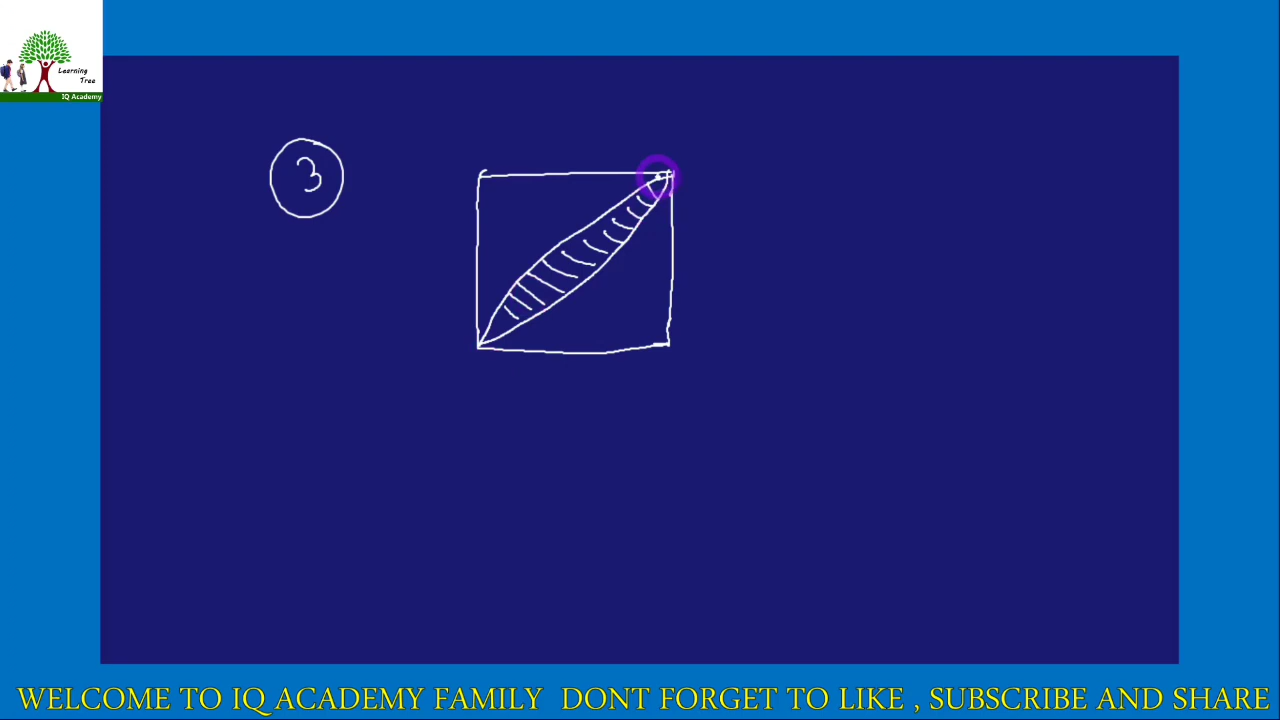 Learning
Tree
IQ Academy
3
WELCOME TO IQ ACADEMY FAMILY DONT FORGET TO LIKE , SUBSCRIBE AND SHARE